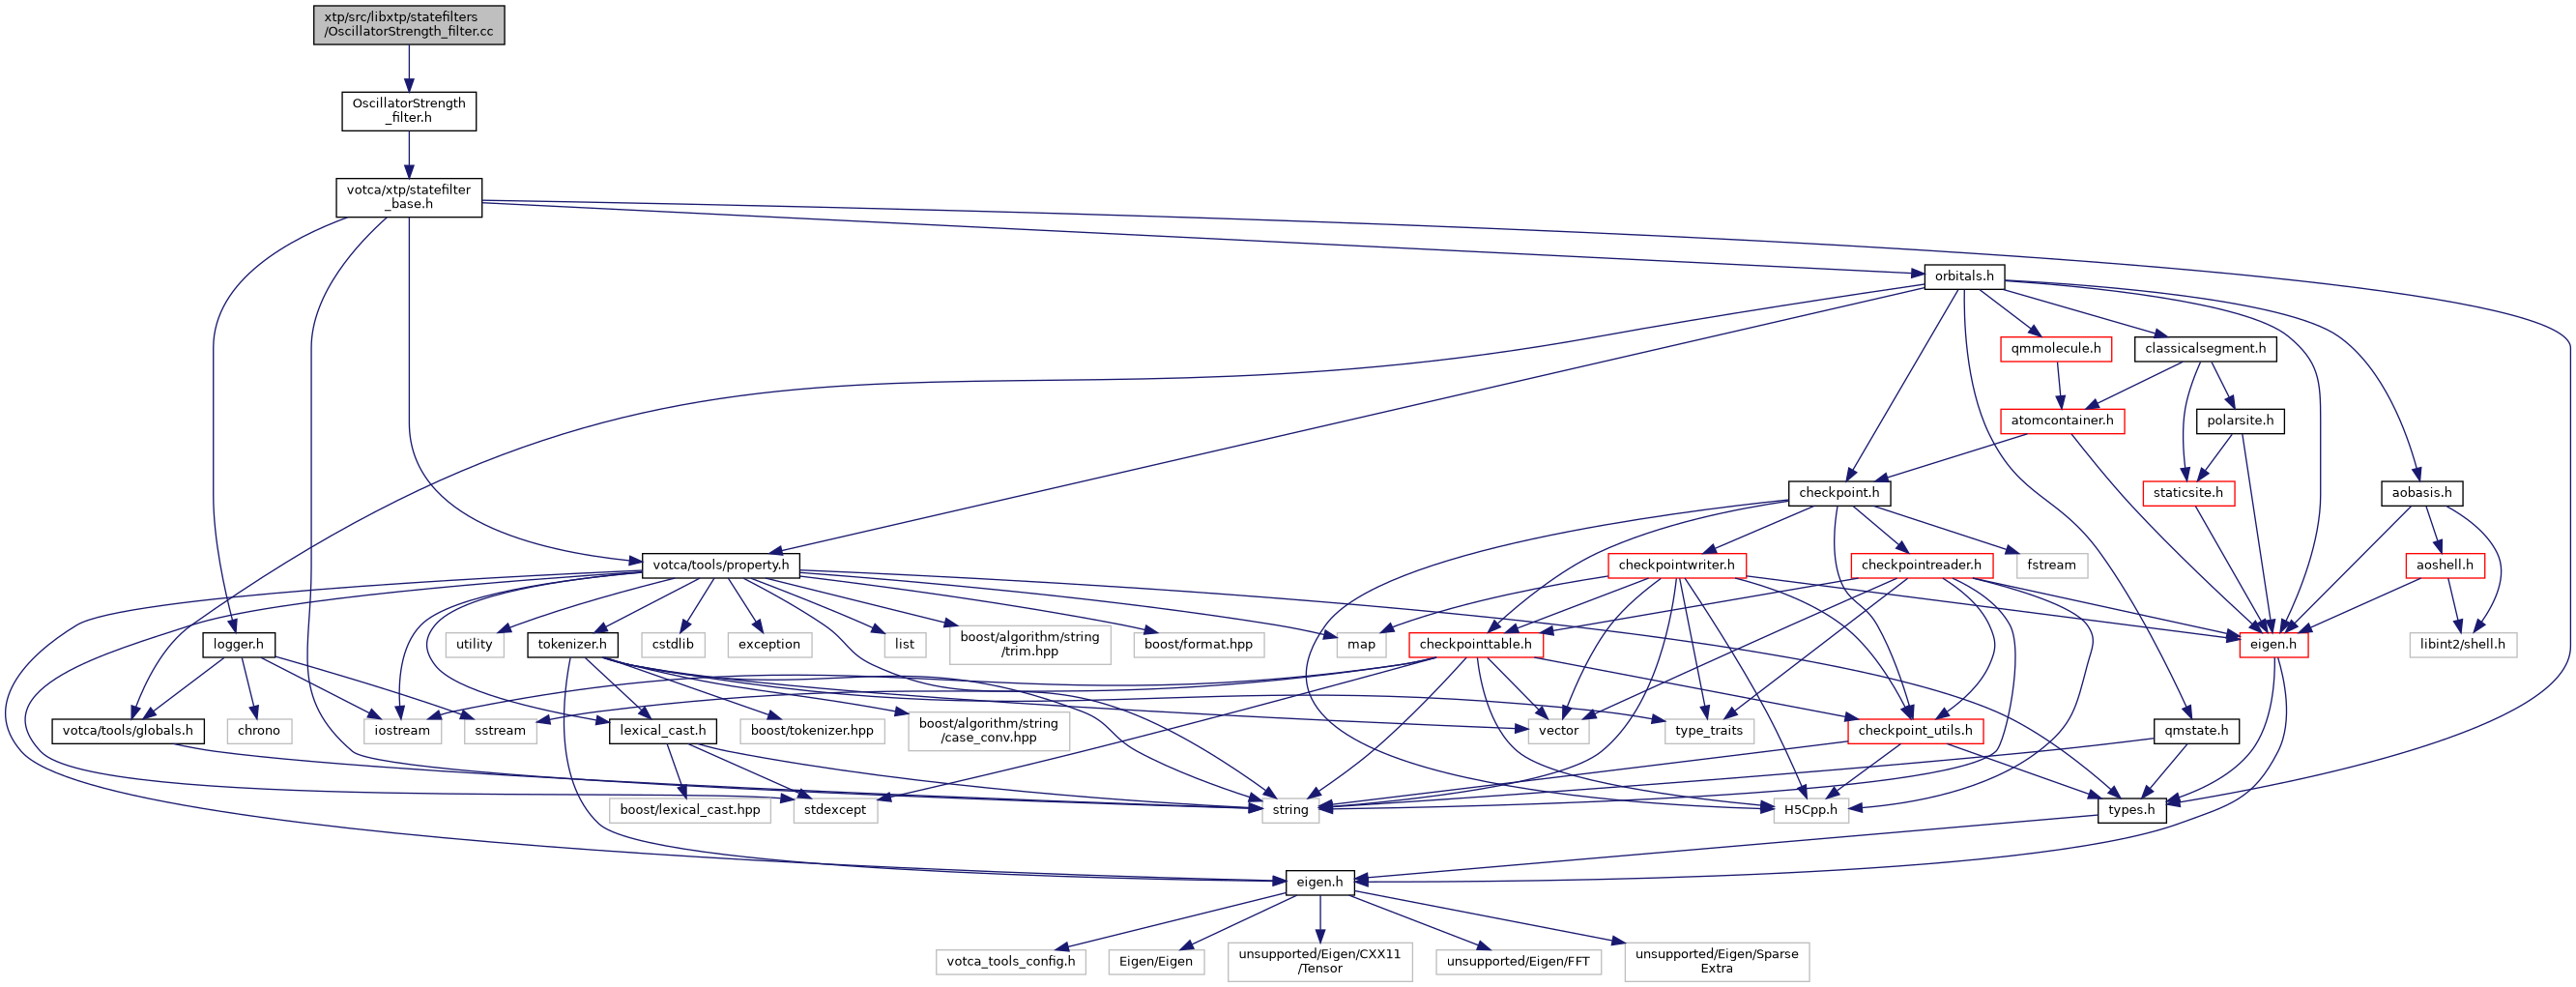 xtp/src/libxtp/statefilters
/OscillatorStrength_filter.cc
OscillatorStrength
_filter.h
votca/xtp/statefilter
_base.h
orbitals.h
qmmolecule.h
classicalsegment.h
atomcontainer.h
polarsite.h
checkpoint.h
staticsite.h
aobasis.h
votca/tools/property.h
checkpointwriter.h
checkpointreader.h
fstream
aoshell.h
logger.h
utility
tokenizer.h
cstdlib
exception
list
boost/algorithm/string
/trim.hpp
boost/format.hpp
map
checkpointtable.h
eigen.h
libint2/shell.h
votca/tools/globals.h
chrono
iostream
sstream
lexical_cast.h
boost/tokenizer.hpp
boost/algorithm/string
/case_conv.hpp
vector
type_traits
checkpoint_utils.h
qmstate.h
boost/lexical_cast.hpp
stdexcept
string
H5Cpp.h
types.h
eigen.h
votca_tools_config.h
Eigen/Eigen
unsupported/Eigen/CXX11
/Tensor
unsupported/Eigen/FFT
unsupported/Eigen/Sparse
Extra